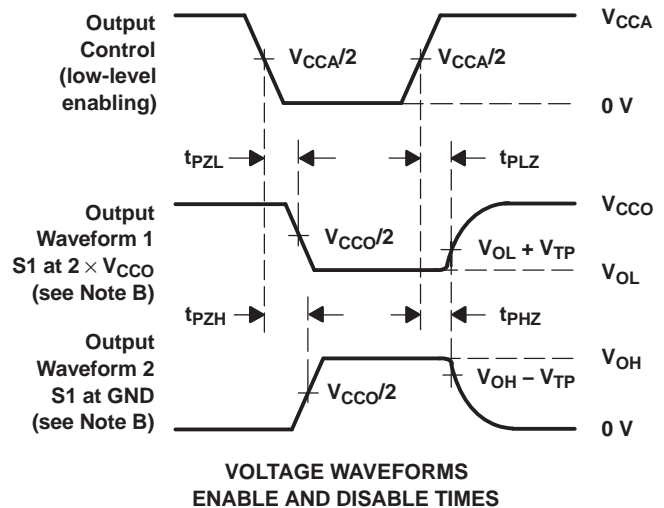 Output
Control
(low-level
enabling)
VCCA/2
VCCA/2
VCCA
0 V
tPZL
tPLZ
Output
Waveform 1
S1 at 2 × VCCO
(see Note B)
VCCO/2
VCCO
VOL + VTP
VOL
tPZH
tPHZ
Output
Waveform 2
S1 at GND
(see Note B)
VCCO/2
VOH
VOH − VTP
0 V
VOLTAGE WAVEFORMS
ENABLE AND DISABLE TIMES